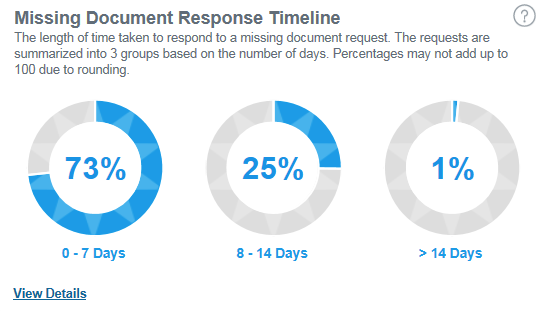 Missing Document Response Timeline
?
The length of time taken to respond to a missing document request. The requests are
summarized into 3 groups based on the number of days. Percentages may not add up to
100 due to rounding.
73%
25%
1%
0 - 7 Days
8 - 14 Days
> 14 Days
View Details